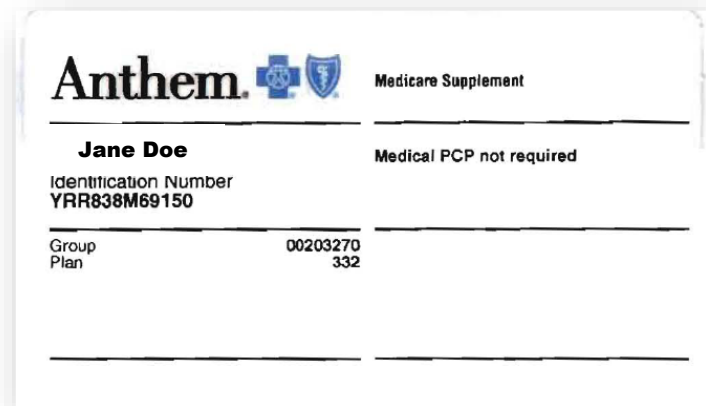 Anthem.
Medicare Supplement
Jane Doe
Medical PCP not required
Identification Number
YRR838M69150
Group 00203270
Plan 332